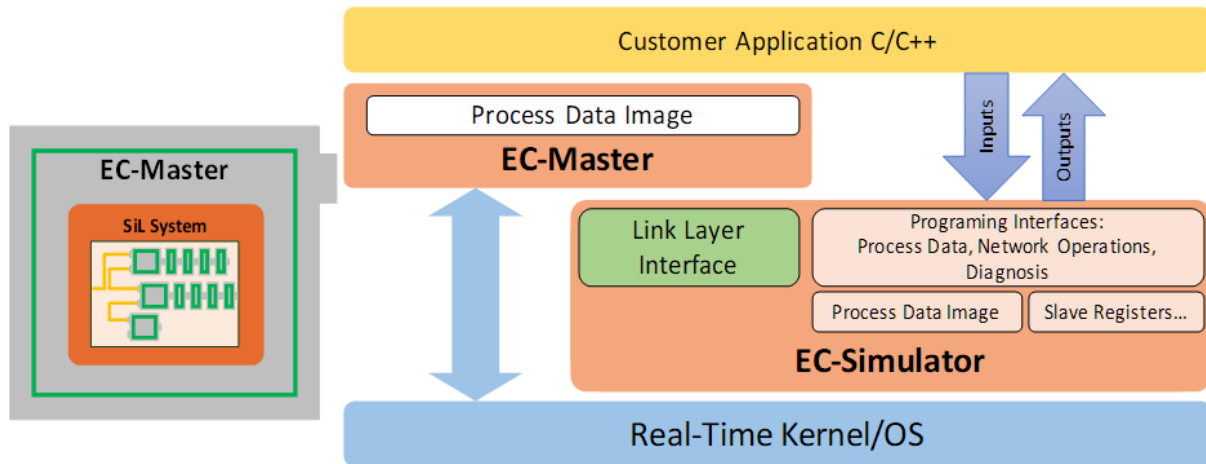 Customer Application C/C++
Process Data Image
EC-Master
Inputs
Outputs
EC-Master
SiL System
Link Layer
Interface
Programing Interfaces:
Process Data, Network Operations,
Diagnosis
Process Data Image
Slave Registers...
EC-Simulator
Real-Time Kernel/OS